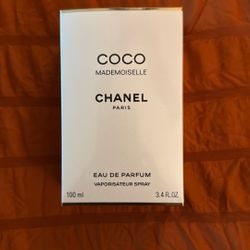 COCO
MADEMOISELLE
CHANEL
PARIS
EAU DE PARFUM
VAPORISATEUR SPRAY
100 ml 3.4 FL.OZ.